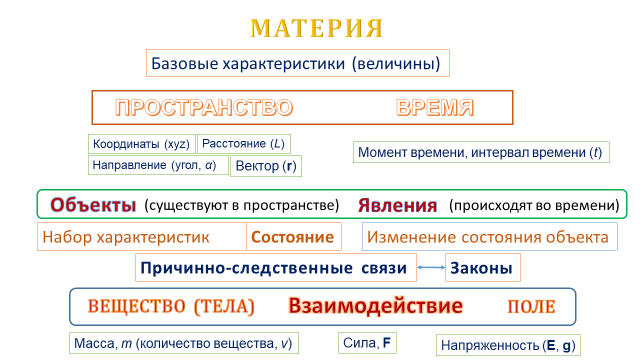 МАТЕРИЯ
Базовые характеристики (величины)
ПРОСТРАНСТВО ВРЕМЯ
Координаты (xyz) Расстояние (L)
Направление (угол, α) Вектор (r)
Момент времени, интервал времени (t)
Объекты (существуют в пространстве) Явления (происходят во времени)
Набор характеристик Состояние Изменение состояния объекта
Причинно-следственные связи Законы
ВЕЩЕСТВО (ТЕЛА) Взаимодействие ПОЛЕ
Масса, m (количество вещества, ν) Сила, F Напряженность (E, g)